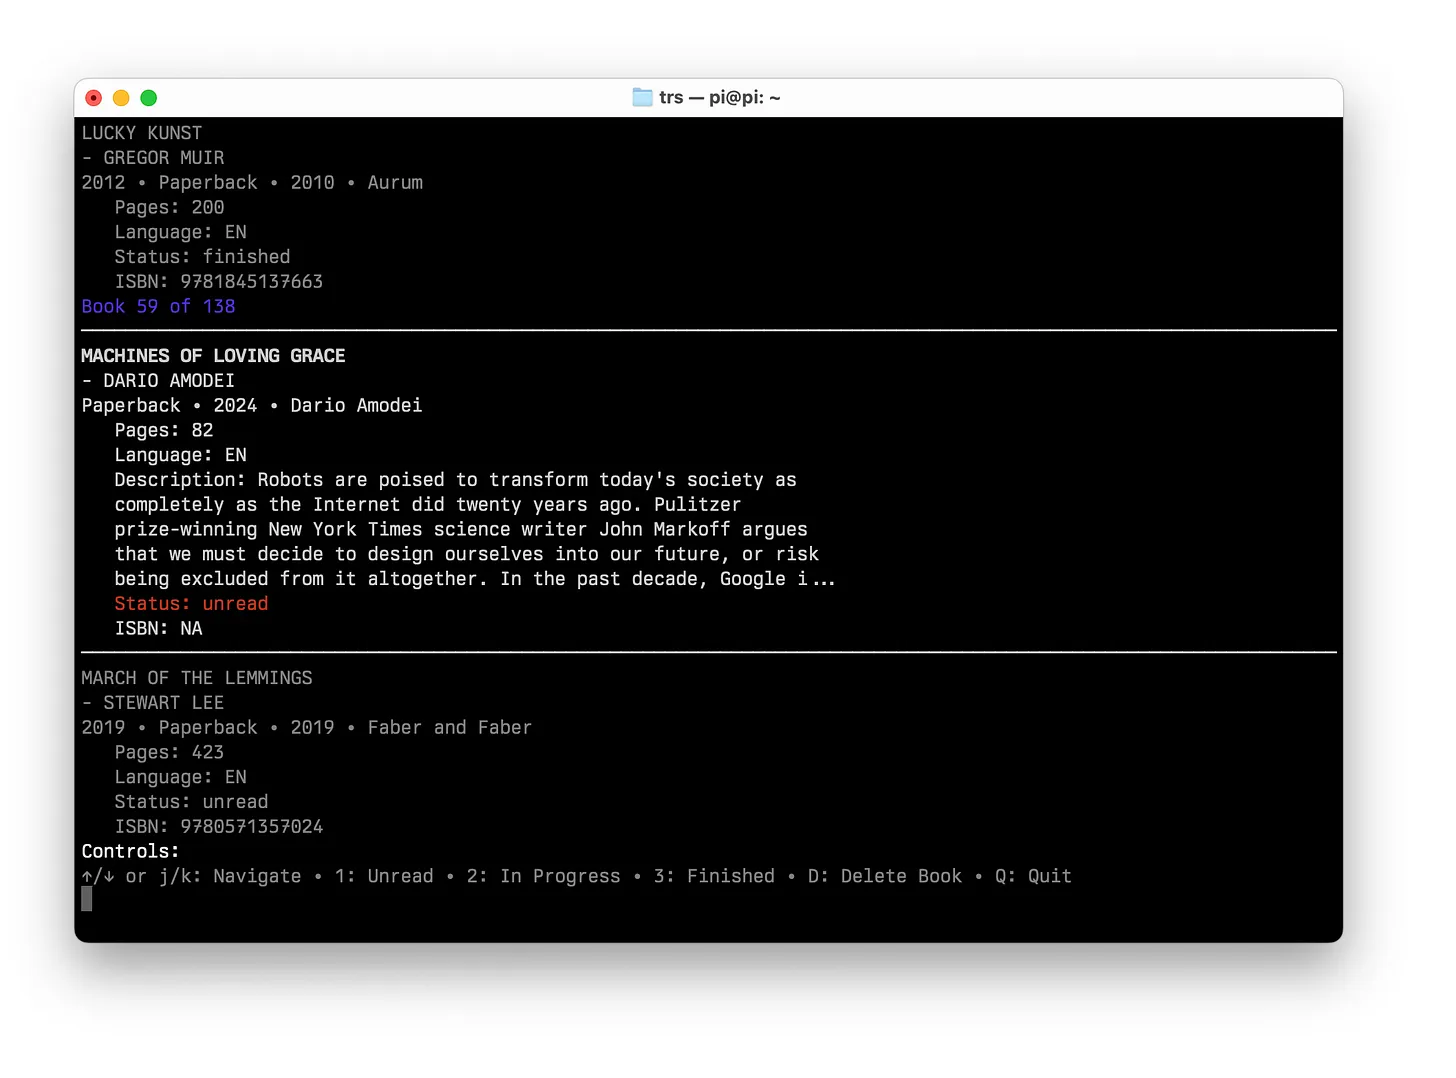 trs — pi@pi: ~
LUCKY KUNST
- GREGOR MUIR
2012 • Paperback • 2010 • Aurum
Pages: 200
Language: EN
Status: finished
ISBN: 9781845137663
Book 59 of 138
MACHINES OF LOVING GRACE
- DARIO AMODEI
Paperback • 2024 • Dario Amodei
Pages: 82
Language: EN
Description: Robots are poised to transform today's society as
completely as the Internet did twenty years ago. Pulitzer
prize-winning New York Times science writer John Markoff argues
that we must decide to design ourselves into our future, or risk
being excluded from it altogether. In the past decade, Google i...
Status: unread
ISBN: NA
MARCH OF THE LEMMINGS
- STEWART LEE
2019 • Paperback • 2019 • Faber and Faber
Pages: 423
Language: EN
Status: unread
ISBN: 9780571357024
Controls:
↑/↓ or j/k: Navigate • 1: Unread • 2: In Progress • 3: Finished • D: Delete Book • Q: Quit